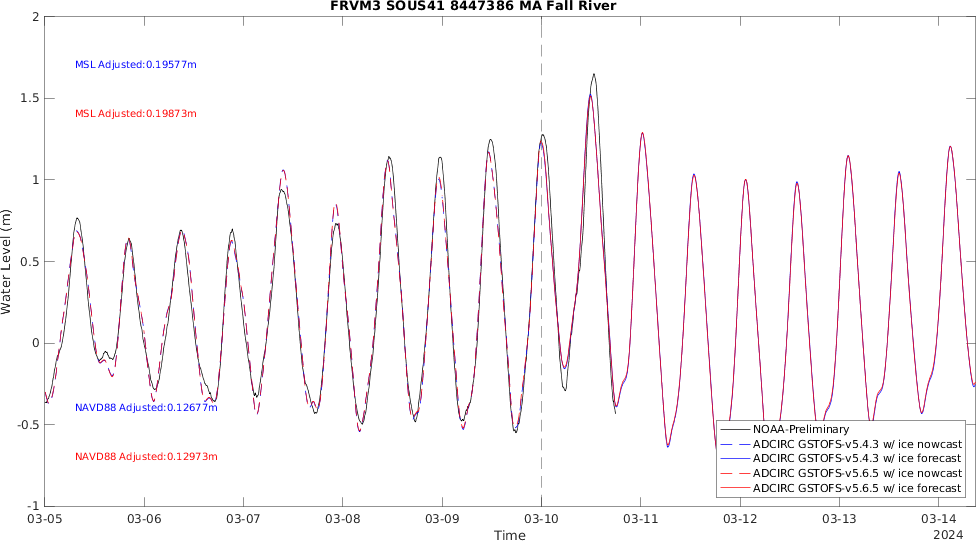 FRVM3 SOUS41 8447386 MA Fall River
2
1.5
1
0.5
0
-0.5
-1
Water Level (m)
MSL Adjusted:0.19577m
MSL Adjusted:0.19873m
NAVD88 Adjusted:0.12677m
NAVD88 Adjusted:0.12973m
NOAA-Preliminary
ADCIRC GSTOFS-v5.4.3 w/ ice nowcast
ADCIRC GSTOFS-v5.4.3 w/ ice forecast
ADCIRC GSTOFS-v5.6.5 w/ ice nowcast
ADCIRC GSTOFS-v5.6.5 w/ ice forecast
03-05 03-06 03-07 03-08 03-09 03-10 03-11 03-12 03-13 03-14
2024
Time